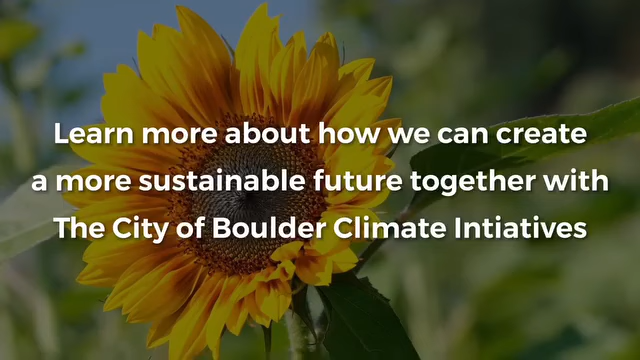 Learn more about how we can create
a more sustainable future together with
The City of Boulder Climate Intiatives